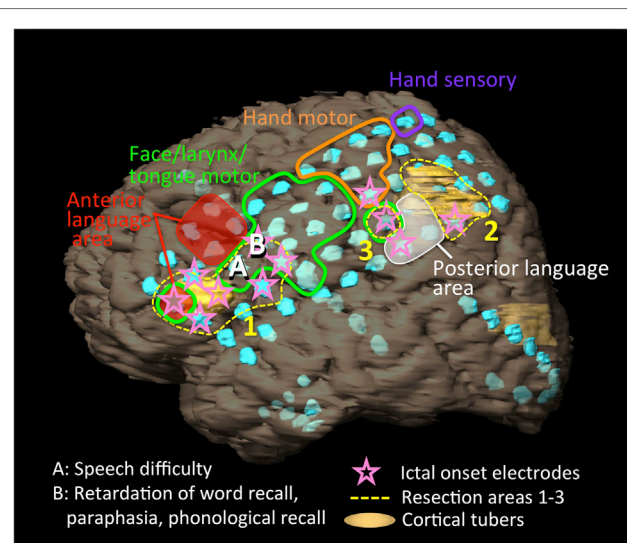 Hand sensory
Hand motor
Face/larynx/
tongue motor
Anterior
language
area
B
A
3
2
Posterior language
area
1
A: Speech difficulty
B: Retardation of word recall,
paraphasia, phonological recall
Ictal onset electrodes
Resection areas 1-3
Cortical tubers